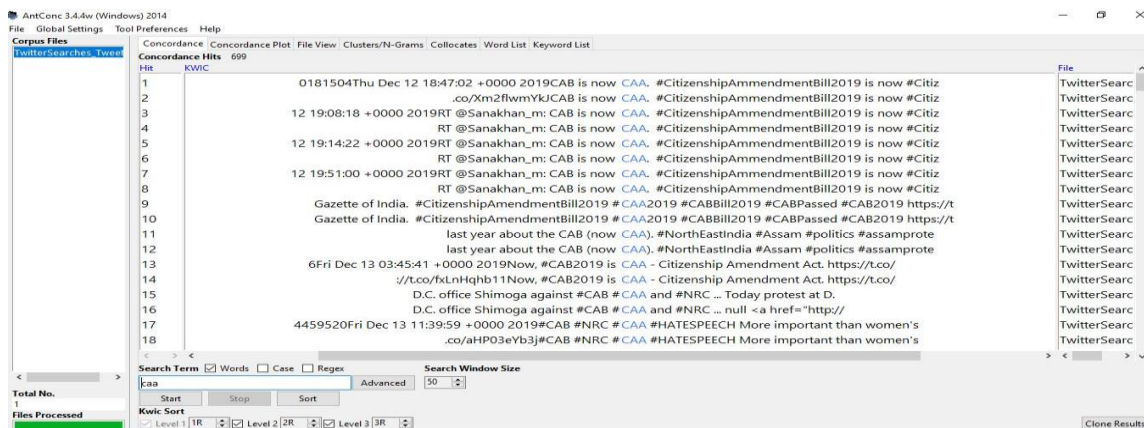 AntConc 3.4.4w (Windows) 2014
File Global Settings Tool Preferences Help
Corpus Files
TwitterSearches_Tweet
Concordance Concordance Plot File View Clusters/N-Grams Collocates Word List Keyword List
Concordance Hits 699
Hit KWIC File
1 0181504Thu Dec 12 18:47:02 +0000 2019CAB is now CAA. #CitizenshipAmmendmentBill2019 is now #Citiz TwitterSearc
2 .co/Xm2flwmYkJCAB is now CAA. #CitizenshipAmmendmentBill2019 is now #Citiz TwitterSearc
3 12 19:08:18 +0000 2019RT @Sanakhan_m: CAB is now CAA. #CitizenshipAmmendmentBill2019 is now #Citiz TwitterSearc
4 RT @Sanakhan_m: CAB is now CAA. #CitizenshipAmmendmentBill2019 is now #Citiz TwitterSearc
5 12 19:14:22 +0000 2019RT @Sanakhan_m: CAB is now CAA. #CitizenshipAmmendmentBill2019 is now #Citiz TwitterSearc
6 RT @Sanakhan_m: CAB is now CAA. #CitizenshipAmmendmentBill2019 is now #Citiz TwitterSearc
7 12 19:51:00 +0000 2019RT @Sanakhan_m: CAB is now CAA. #CitizenshipAmmendmentBill2019 is now #Citiz TwitterSearc
8 RT @Sanakhan_m: CAB is now CAA. #CitizenshipAmmendmentBill2019 is now #Citiz TwitterSearc
9 Gazette of India. #CitizenshipAmendmentBill2019 #CAA2019 #CABBill2019 #CABPassed #CAB2019 https://t TwitterSearc
10 Gazette of India. #CitizenshipAmendmentBill2019 #CAA2019 #CABBill2019 #CABPassed #CAB2019 https://t TwitterSearc
11 last year about the CAB (now CAA). #NorthEastIndia #Assam #politics #assamprote TwitterSearc
12 last year about the CAB (now CAA). #NorthEastIndia #Assam #politics #assamprote TwitterSearc
13 6Fri Dec 13 03:45:41 +0000 2019Now, #CAB2019 is CAA - Citizenship Amendment Act. https://t.co/ TwitterSearc
14 ://t.co/fxLnHqhb11Now, #CAB2019 is CAA - Citizenship Amendment Act. https://t.co/ TwitterSearc
15 D.C. office Shimoga against #CAB #CAA and #NRC ... Today protest at D. TwitterSearc
16 D.C. office Shimoga against #CAB #CAA and #NRC ... null <a href="http:// TwitterSearc
17 4459520Fri Dec 13 11:39:59 +0000 2019#CAB #NRC #CAA #HATESPEECH More important than women's TwitterSearc
18 .co/aHP03eYb3j#CAB #NRC #CAA #HATESPEECH More important than women's TwitterSearc
Search Term Words Case Regex Search Window Size
caa Advanced 50
Total No.
1
Start Stop Sort
Files Processed
Kwic Sort
Level 1 1R Level 2 2R Level 3 3R Clone Results